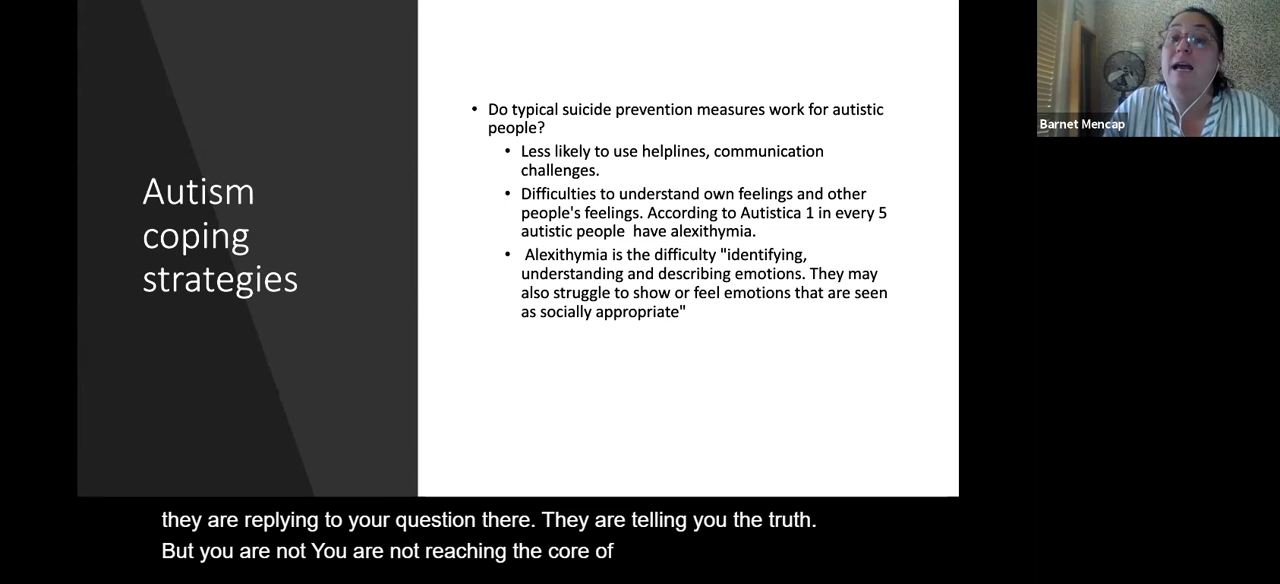 Autism
coping
strategies
• Do typical suicide prevention measures work for autistic
people?
• Less likely to use helplines, communication
challenges.
• Difficulties to understand own feelings and other
people's feelings. According to Autistica 1 in every 5
autistic people  have alexithymia.
•  Alexithymia is the difficulty "identifying,
understanding and describing emotions. They may
also struggle to show or feel emotions that are seen
as socially appropriate"
Barnet Mencap
they are replying to your question there. They are telling you the truth.
But you are not You are not reaching the core of